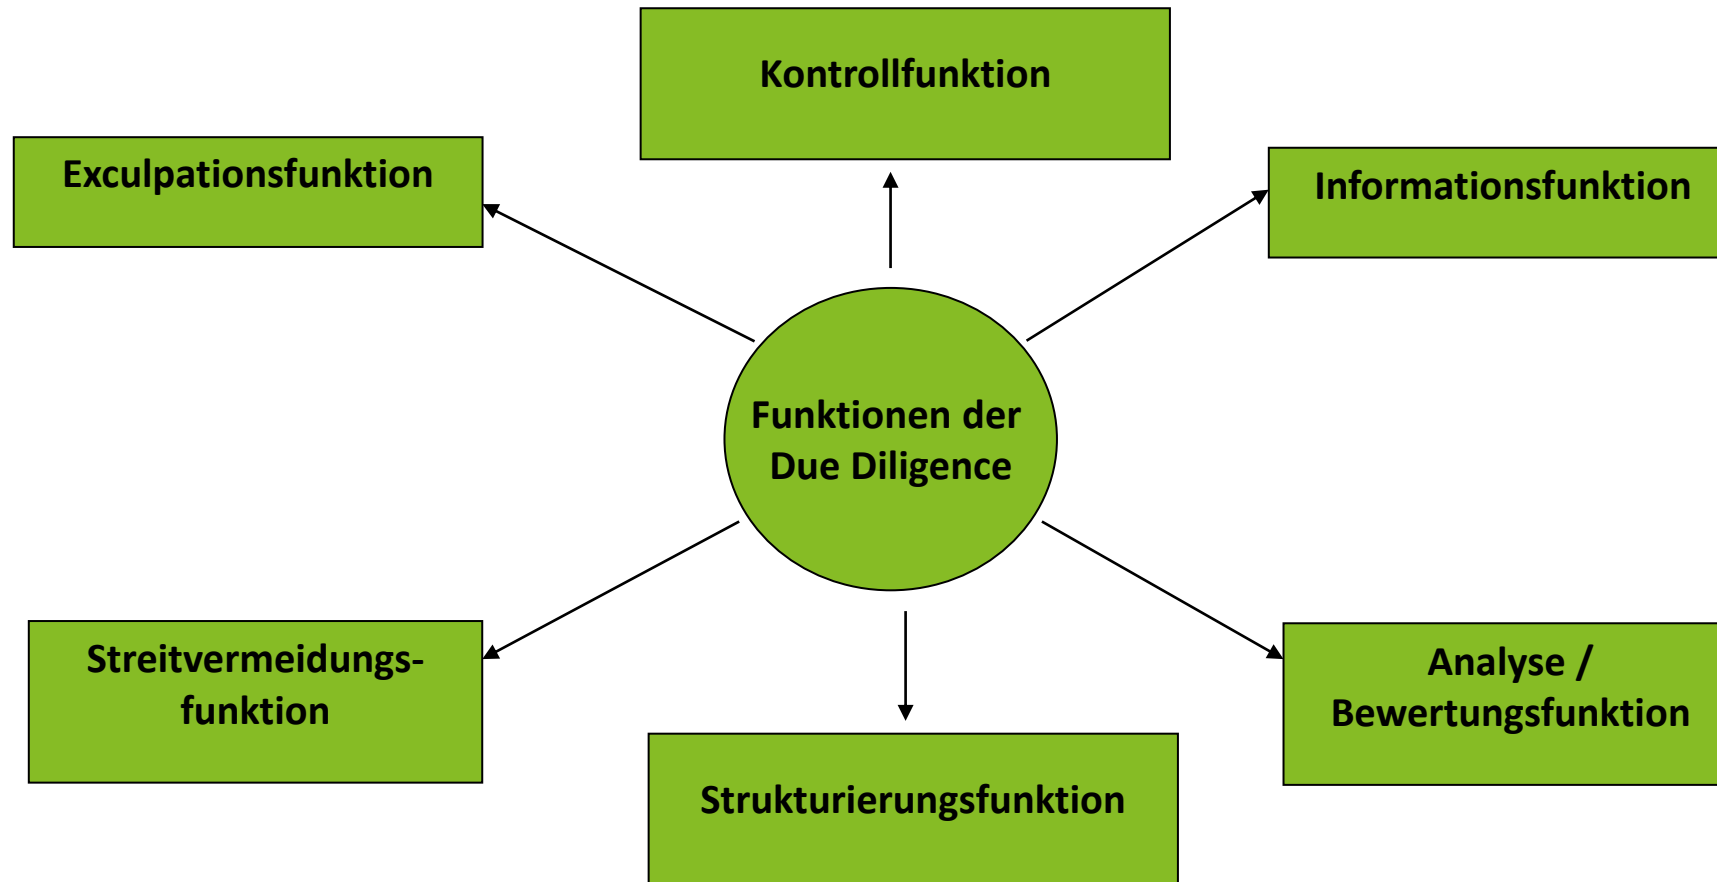 Kontrollfunktion
Exculpationsfunktion
Informationsfunktion
Funktionen der
Due Diligence
Streitvermeidungs-
funktion
Analyse /
Bewertungsfunktion
Strukturierungsfunktion